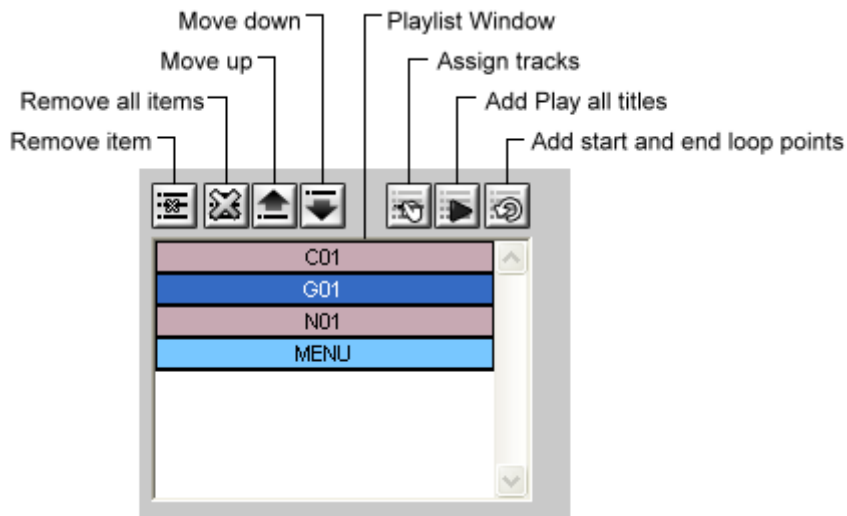 Move down
Playlist Window
Move up
Assign tracks
Remove all items
Add Play all titles
Remove item
Add start and end loop points
C01
G01
N01
MENU